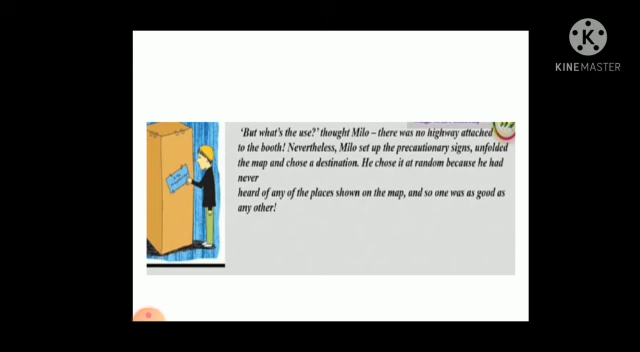 KINEMASTER
'But what's the use?' thought Milo – there was no highway attached
to the booth! Nevertheless, Milo set up the precautionary signs, unfolded
the map and chose a destination. He chose it at random because he had
never
heard of any of the places shown on the map, and so one was as good as
any other!